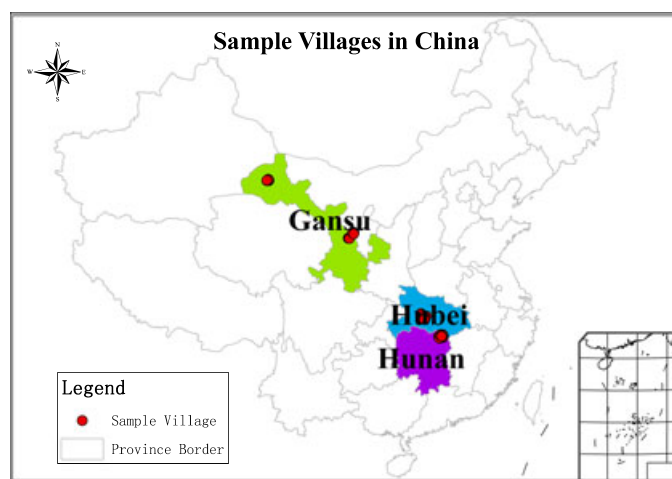 Sample Villages in China
N
W E
S
Gansu
Hubei
Hunan
Legend
Sample Village
Province Border